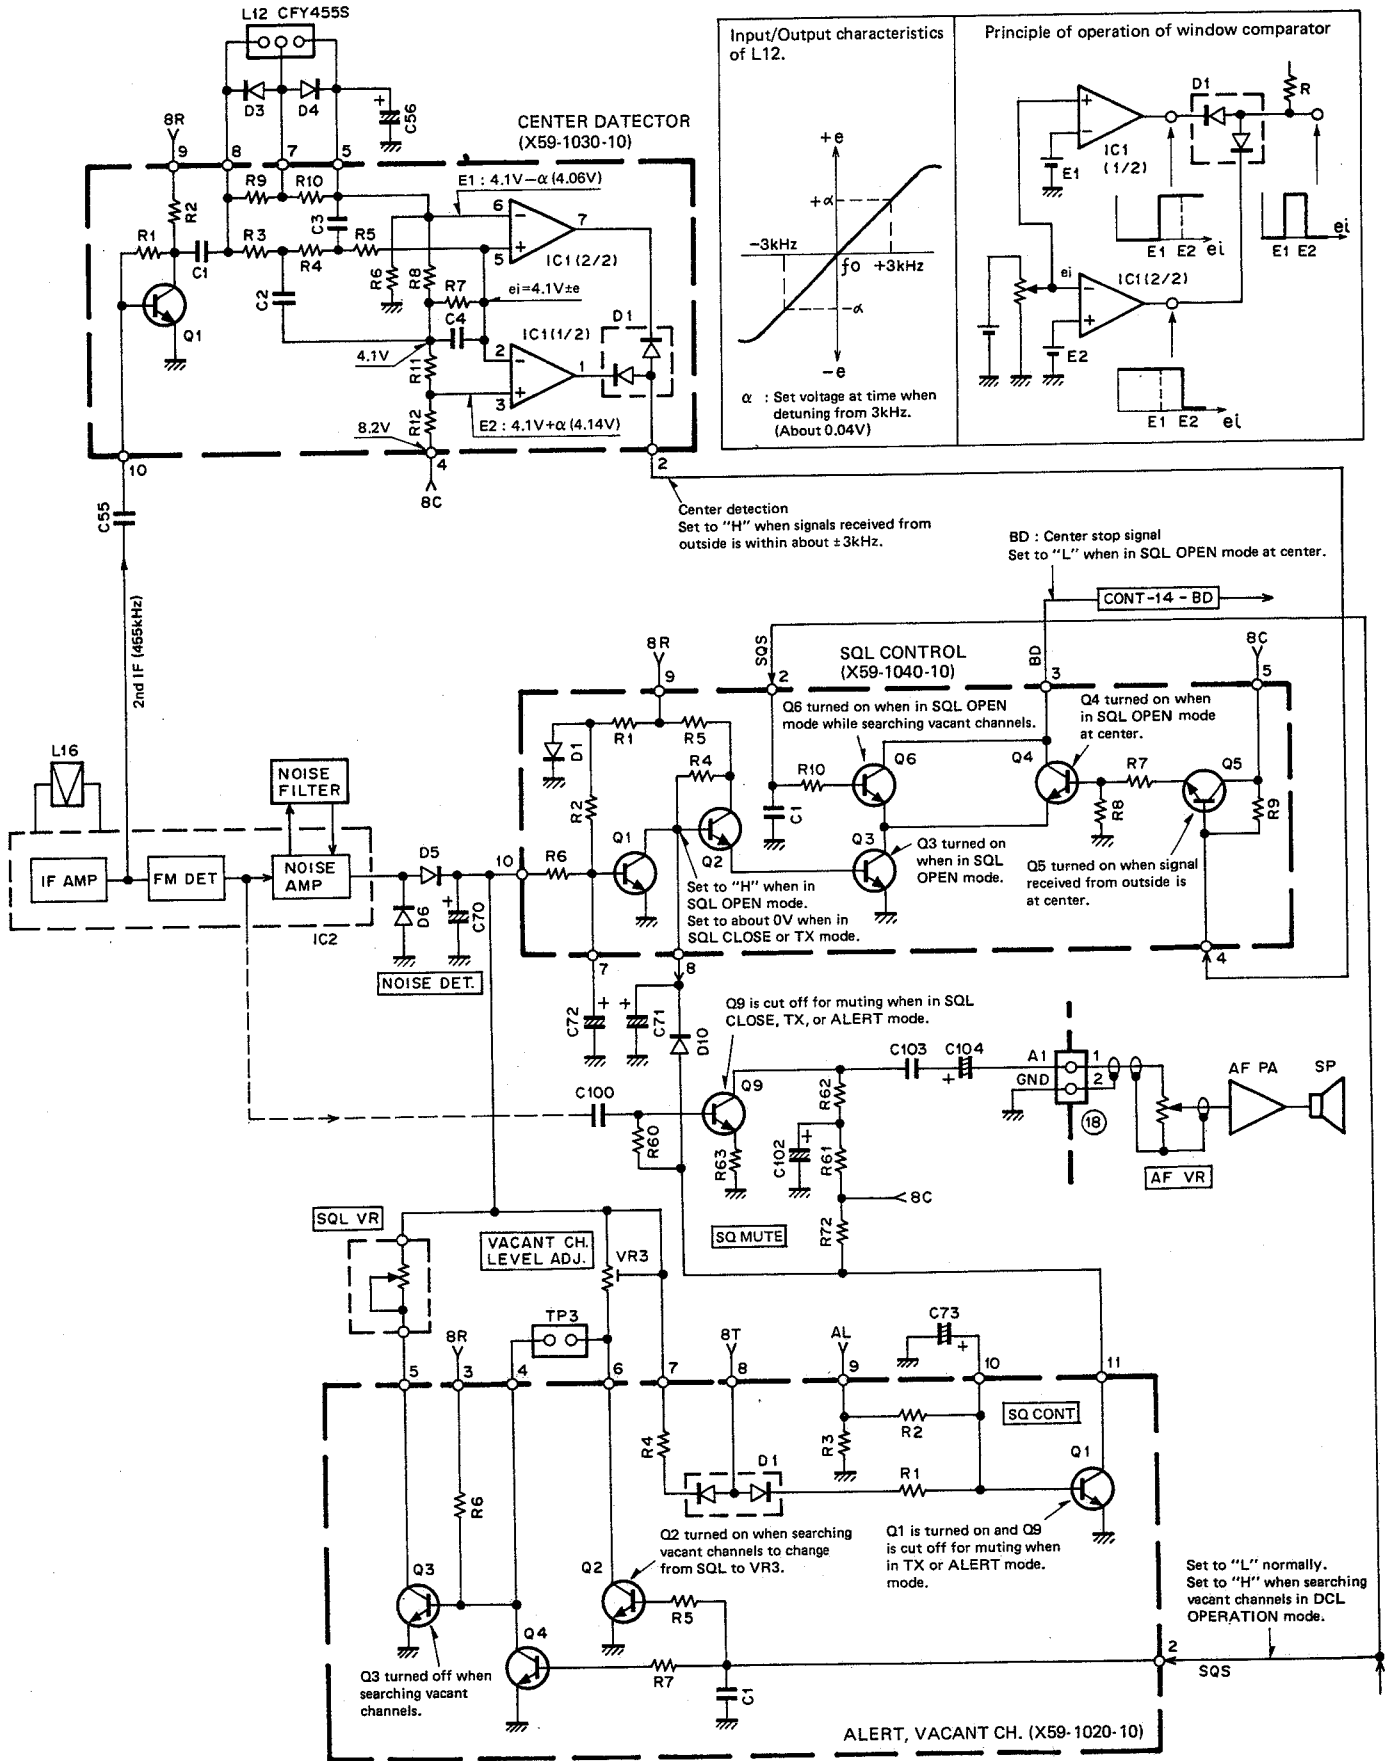 L12 CFY455S
D3
D4
C56
8R
9
8
7
5
CENTER DATECTOR
(X59-1030-10)
R9
R10
E1 : 4.1V−α (4.06V)
R2
R1
C1
R3
C3
R4
R5
C2
R6
R8
R7
C4
6
5
7
IC1 (2/2)
ei=4.1V±e
Q1
4.1V
R11
IC1(1/2)
2
3
1
D1
R12
8.2V
E2 : 4.1V+α (4.14V)
10
4
8C
2
Input/Output characteristics
of L12.
+e
+α
−3kHz
fo
+3kHz
−α
−e
α : Set voltage at time when
detuning from 3kHz.
(About 0.04V)
Principle of operation of window comparator
D1
R
IC1
(1/2)
E1
E1 E2 ei
E1 E2
ei
ei
IC1(2/2)
E2
E1 E2
ei
C55
2nd IF (455kHz)
Center detection
Set to "H" when signals received from
outside is within about ±3kHz.
BD : Center stop signal
Set to "L" when in SQL OPEN mode at center.
CONT-14-BD
8R
9
SQS
2
SQL CONTROL
(X59-1040-10)
BD
3
8C
5
Q6 turned on when in SQL OPEN
mode while searching vacant channels.
Q4 turned on when
in SQL OPEN mode
at center.
D1
R1
R5
R4
R2
R10
C1
Q6
Q4
R7
Q5
R8
R9
Q1
Q2
Q3
Q3 turned on
when in SQL
OPEN mode.
Q5 turned on when signal
received from outside is
at center.
R6
10
Set to "H" when in
SQL OPEN mode.
Set to about 0V when in
SQL CLOSE or TX mode.
7
8
4
L16
NOISE
FILTER
IF AMP
FM DET
NOISE
AMP
IC2
D5
D6
C70
NOISE DET.
C72
C71
D10
Q9 is cut off for muting when in SQL
CLOSE, TX, or ALERT mode.
C100
R60
Q9
R63
C102
R62
R61
R72
8C
SQ MUTE
C103
C104
A1
GND
1
2
18
AF PA
SP
AF VR
SQL VR
VACANT CH.
LEVEL ADJ.
VR3
TP3
8R
8T
AL
C73
5
3
4
6
7
8
9
10
11
SQ CONT
R4
R3
R2
R1
D1
Q1
R6
Q2 turned on when searching
vacant channels to change
from SQL to VR3.
Q1 is turned on and Q9
is cut off for muting when
in TX or ALERT mode.
mode.
Q3
Q2
R5
Q4
R7
C1
Q3 turned off when
searching vacant
channels.
Set to "L" normally.
Set to "H" when searching
vacant channels in DCL
OPERATION mode.
2
SQS
ALERT, VACANT CH. (X59-1020-10)